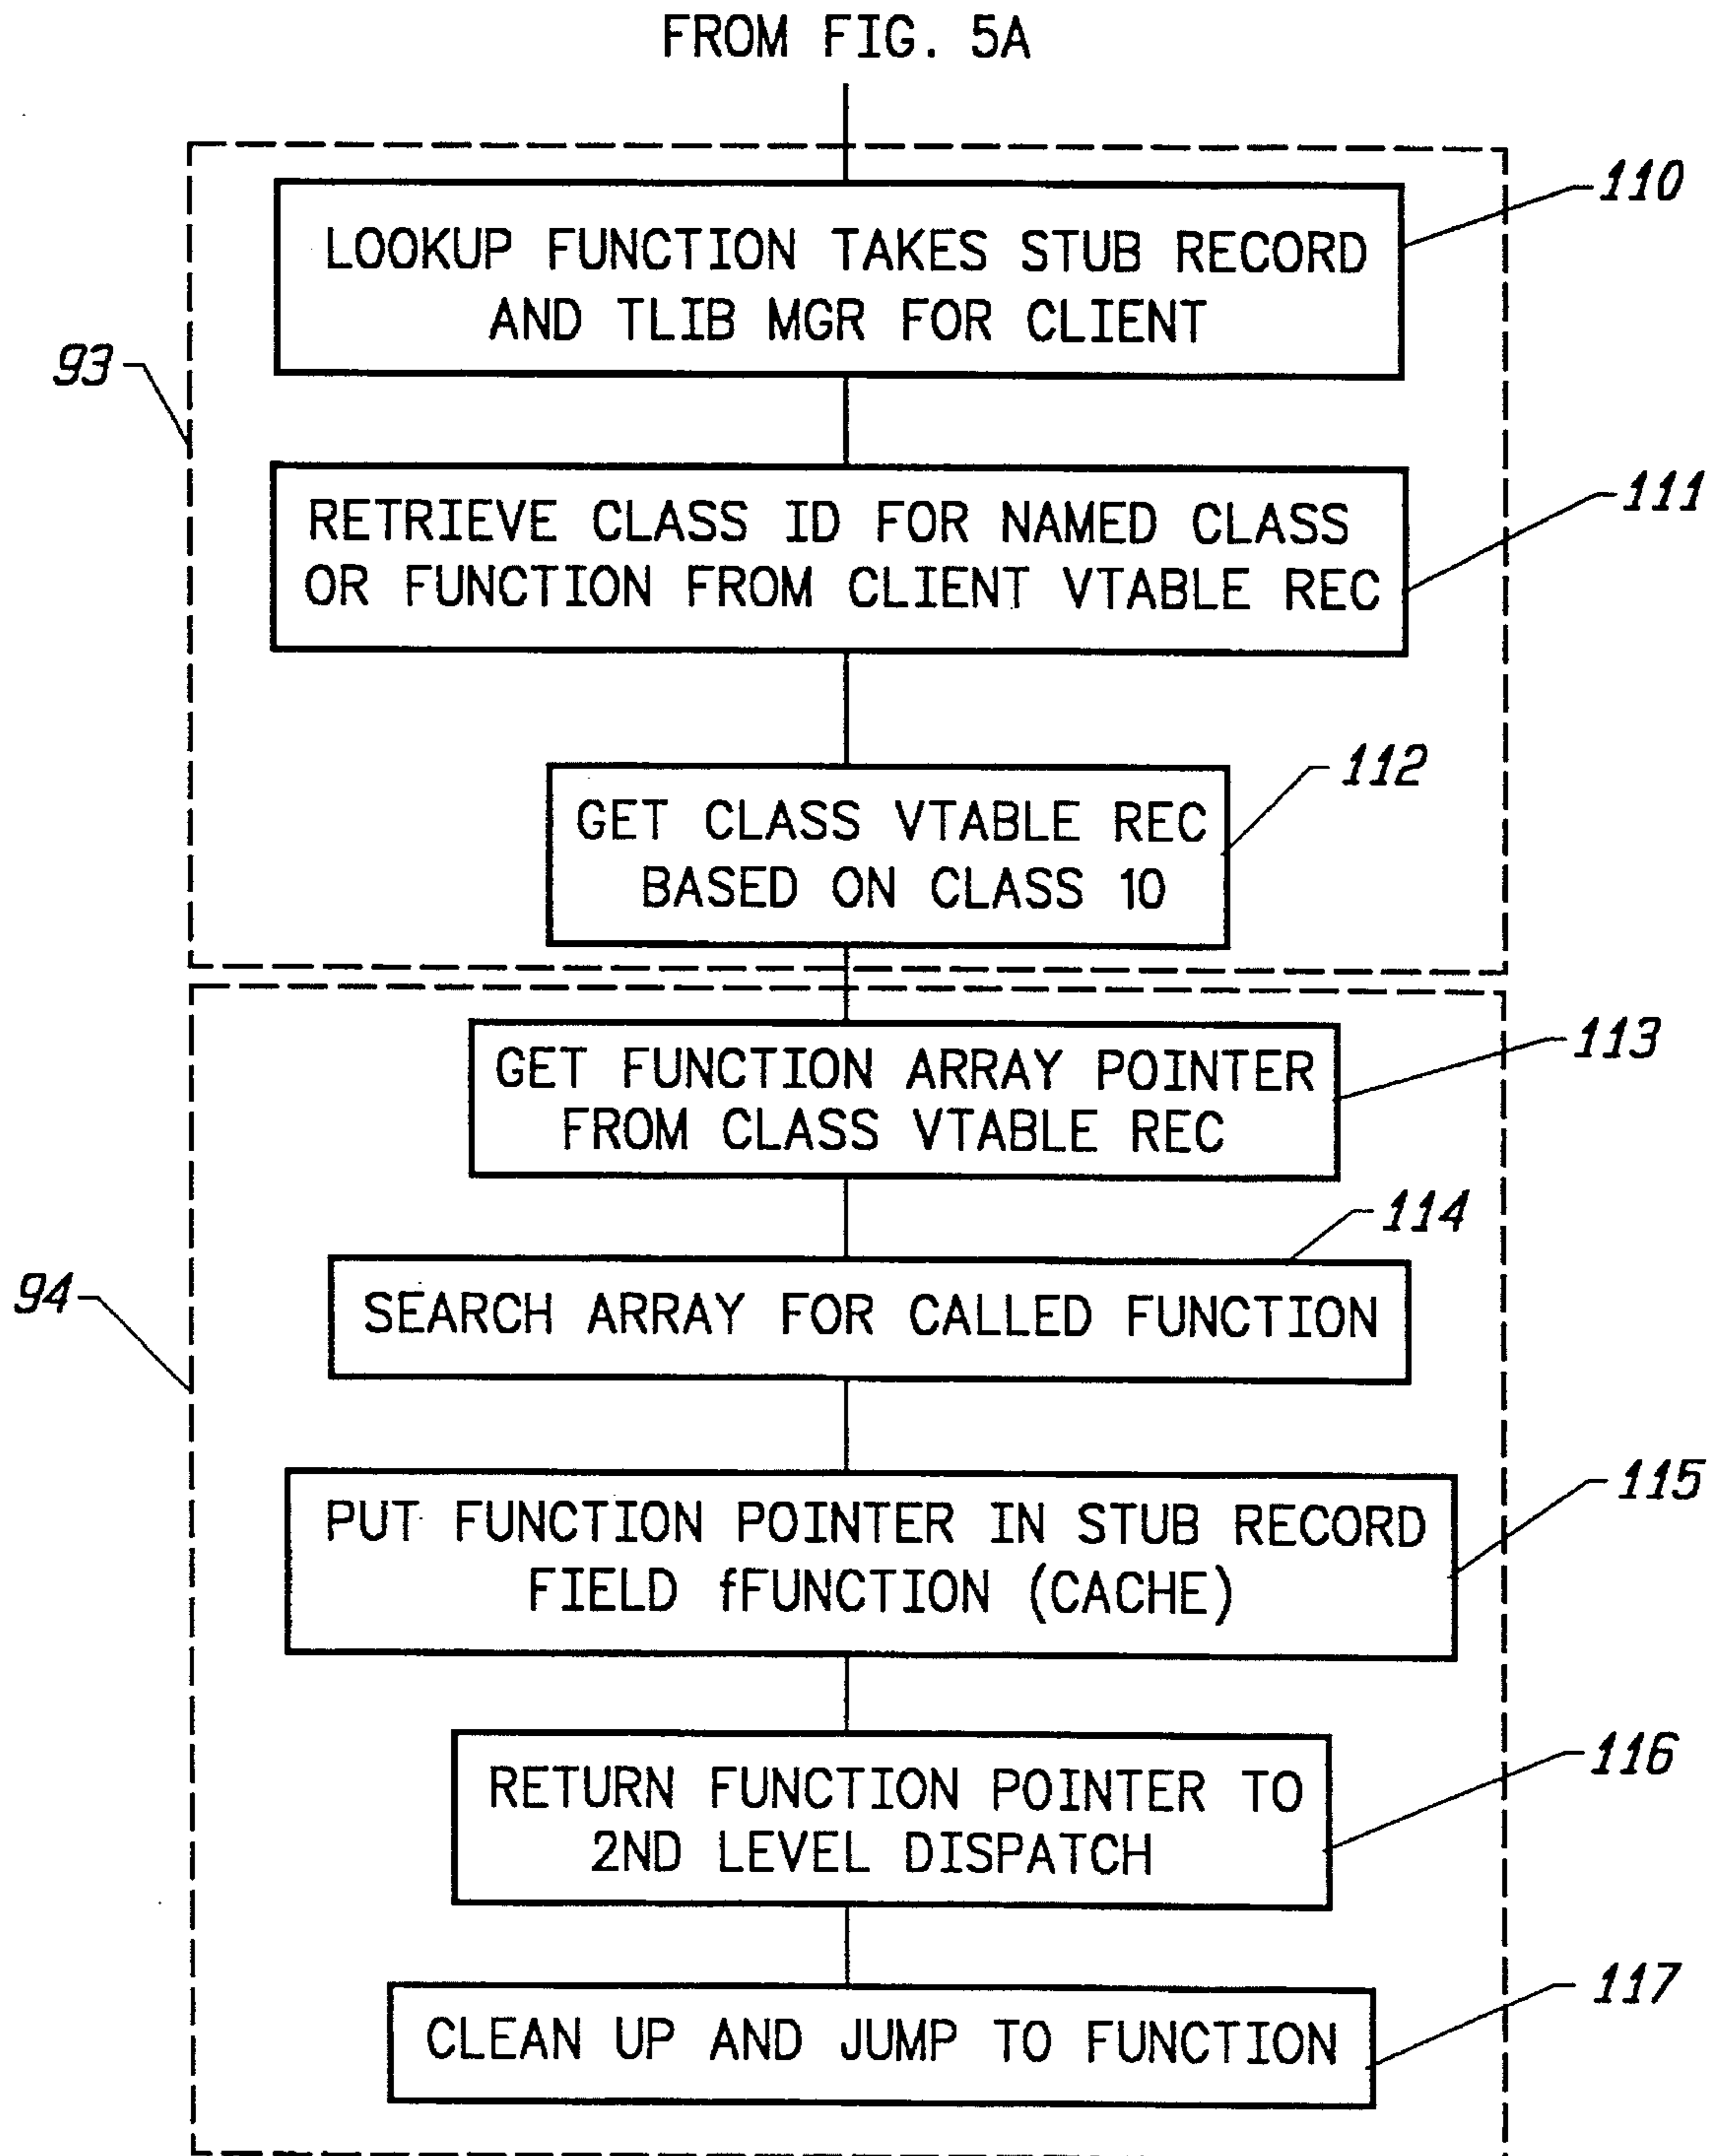 FROM FIG. 5A
110
LOOKUP FUNCTION TAKES STUB RECORD
AND TLIB MGR FOR CLIENT
93
111
RETRIEVE CLASS ID FOR NAMED CLASS
OR FUNCTION FROM CLIENT VTABLE REC
112
GET CLASS VTABLE REC
BASED ON CLASS 10
113
GET FUNCTION ARRAY POINTER
FROM CLASS VTABLE REC
114
94
SEARCH ARRAY FOR CALLED FUNCTION
115
PUT FUNCTION POINTER IN STUB RECORD
FIELD fFUNCTION (CACHE)
116
RETURN FUNCTION POINTER TO
2ND LEVEL DISPATCH
117
CLEAN UP AND JUMP TO FUNCTION